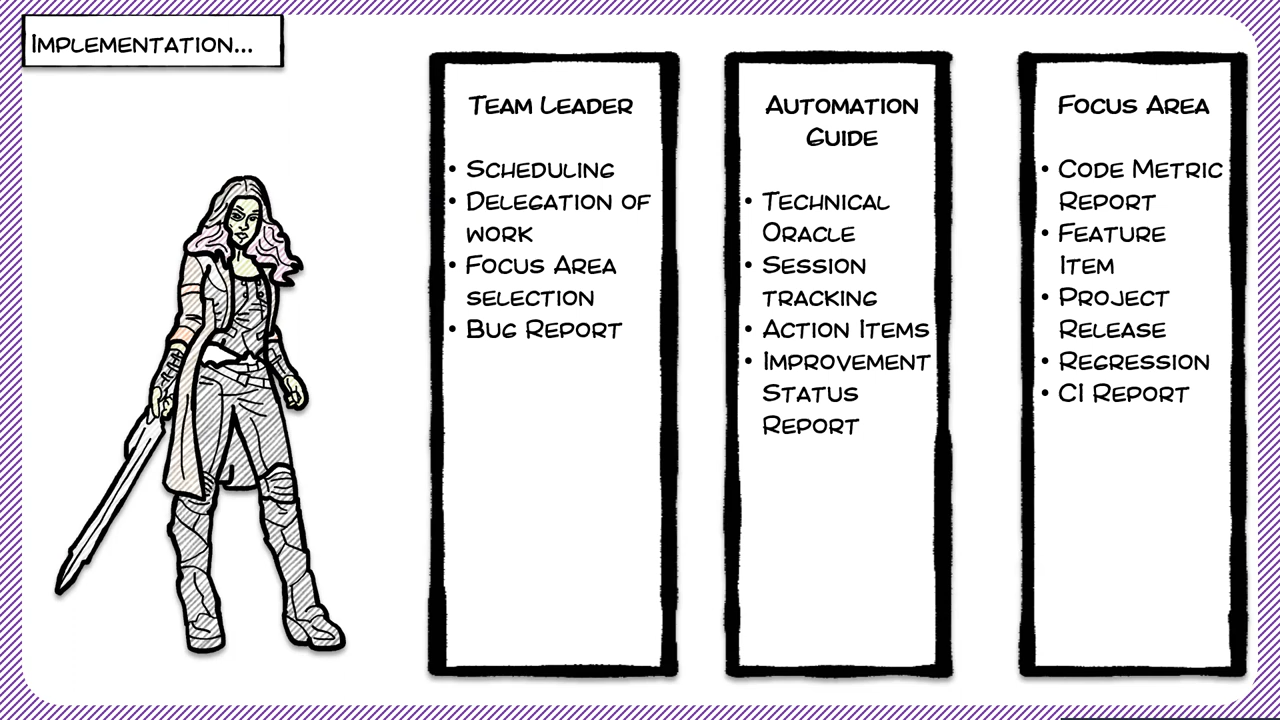 Implementation...
Team Leader
• Scheduling
• Delegation of
work
• Focus Area
selection
• Bug Report
Automation
Guide
• Technical
Oracle
• Session
tracking
• Action Items
• Improvement
Status
Report
Focus Area
• Code Metric
Report
• Feature
Item
• Project
Release
• Regression
• CI Report